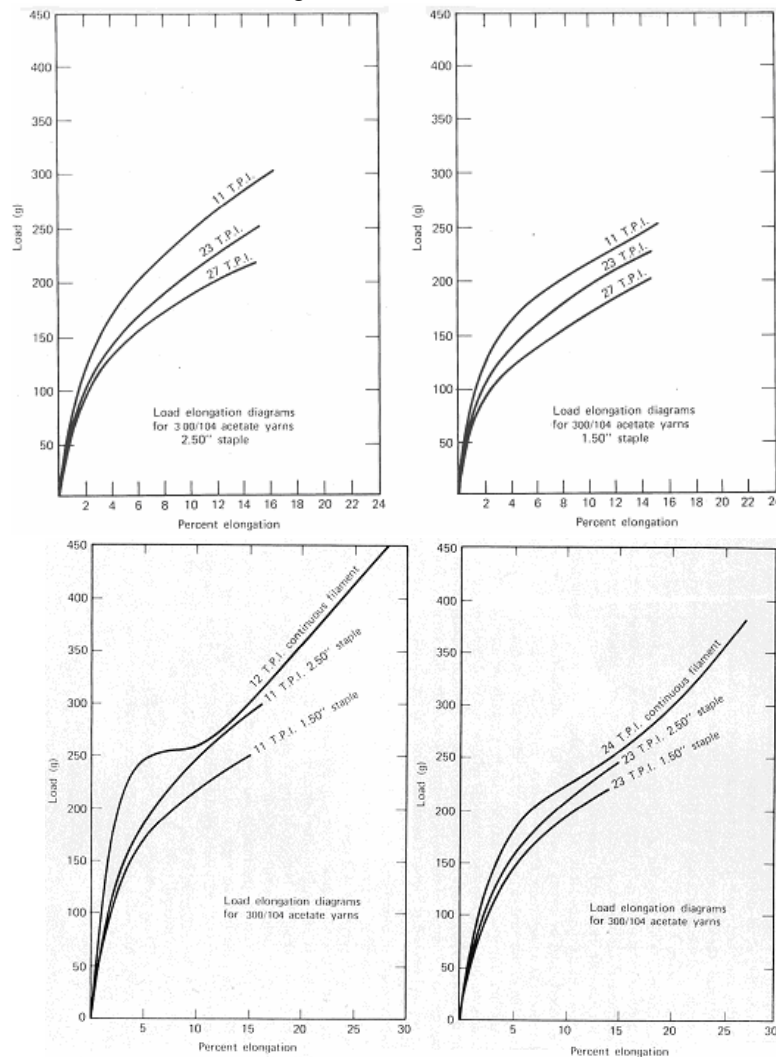 450
400
350
300
250
200
150
100
50
Load (g)
11 T.P.I.
23 T.P.I.
27 T.P.I.
Load elongation diagrams
for 300/104 acetate yarns
2.50" staple
2 4 6 8 10 12 14 16 18 20 22 24
Percent elongation
450
400
350
300
250
200
150
100
50
Load (g)
11 T.P.I.
23 T.P.I.
27 T.P.I.
Load elongation diagrams
for 300/104 acetate yarns
1.50" staple
2 4 6 8 10 12 14 16 18 20 22 24
Percent elongation
450
400
350
300
250
200
150
100
50
0
Load (g)
12 T.P.I. continuous filament
11 T.P.I. 2.50" staple
11 T.P.I. 1.50" staple
Load elongation diagrams
for 300/104 acetate yarns
5 10 15 20 25 30
Percent elongation
450
400
350
300
250
200
150
100
50
0
Load (g)
24 T.P.I. continuous filament
23 T.P.I. 2.50" staple
23 T.P.I. 1.50" staple
Load elongation diagrams
for 300/104 acetate yarns
5 10 15 20 25 30
Percent elongation